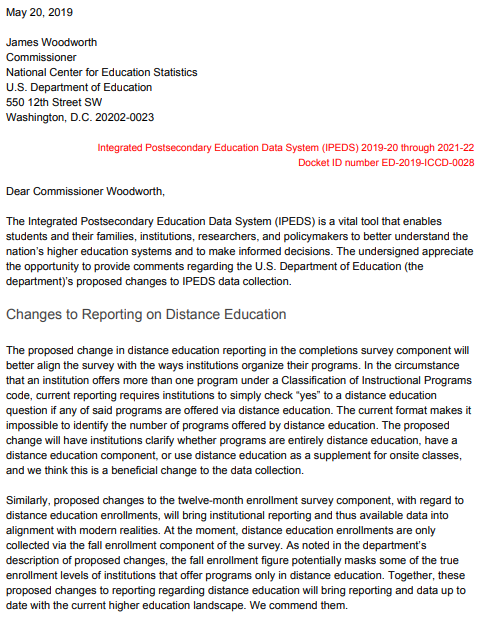 May 20, 2019
James Woodworth
Commissioner
National Center for Education Statistics
U.S. Department of Education
550 12th Street SW
Washington, D.C. 20202-0023
Integrated Postsecondary Education Data System (IPEDS) 2019-20 through 2021-22
Docket ID number ED-2019-ICCD-0028
Dear Commissioner Woodworth,
The Integrated Postsecondary Education Data System (IPEDS) is a vital tool that enables
students and their families, institutions, researchers, and policymakers to better understand the
nation's higher education systems and to make informed decisions. The undersigned appreciate
the opportunity to provide comments regarding the U.S. Department of Education (the
department)'s proposed changes to IPEDS data collection.
Changes to Reporting on Distance Education
The proposed change in distance education reporting in the completions survey component will
better align the survey with the ways institutions organize their programs. In the circumstance
that an institution offers more than one program under a Classification of Instructional Programs
code, current reporting requires institutions to simply check “yes” to a distance education
question if any of said programs are offered via distance education. The current format makes it
impossible to identify the number of programs offered by distance education. The proposed
change will have institutions clarify whether programs are entirely distance education, have a
distance education component, or use distance education as a supplement for onsite classes,
and we think this is a beneficial change to the data collection.
Similarly, proposed changes to the twelve-month enrollment survey component, with regard to
distance education enrollments, will bring institutional reporting and thus available data into
alignment with modern realities. At the moment, distance education enrollments are only
collected via the fall enrollment component of the survey. As noted in the department's
description of proposed changes, the fall enrollment figure potentially masks some of the true
enrollment levels of institutions that offer programs only in distance education. Together, these
proposed changes to reporting regarding distance education will bring reporting and data up to
date with the current higher education landscape. We commend them.